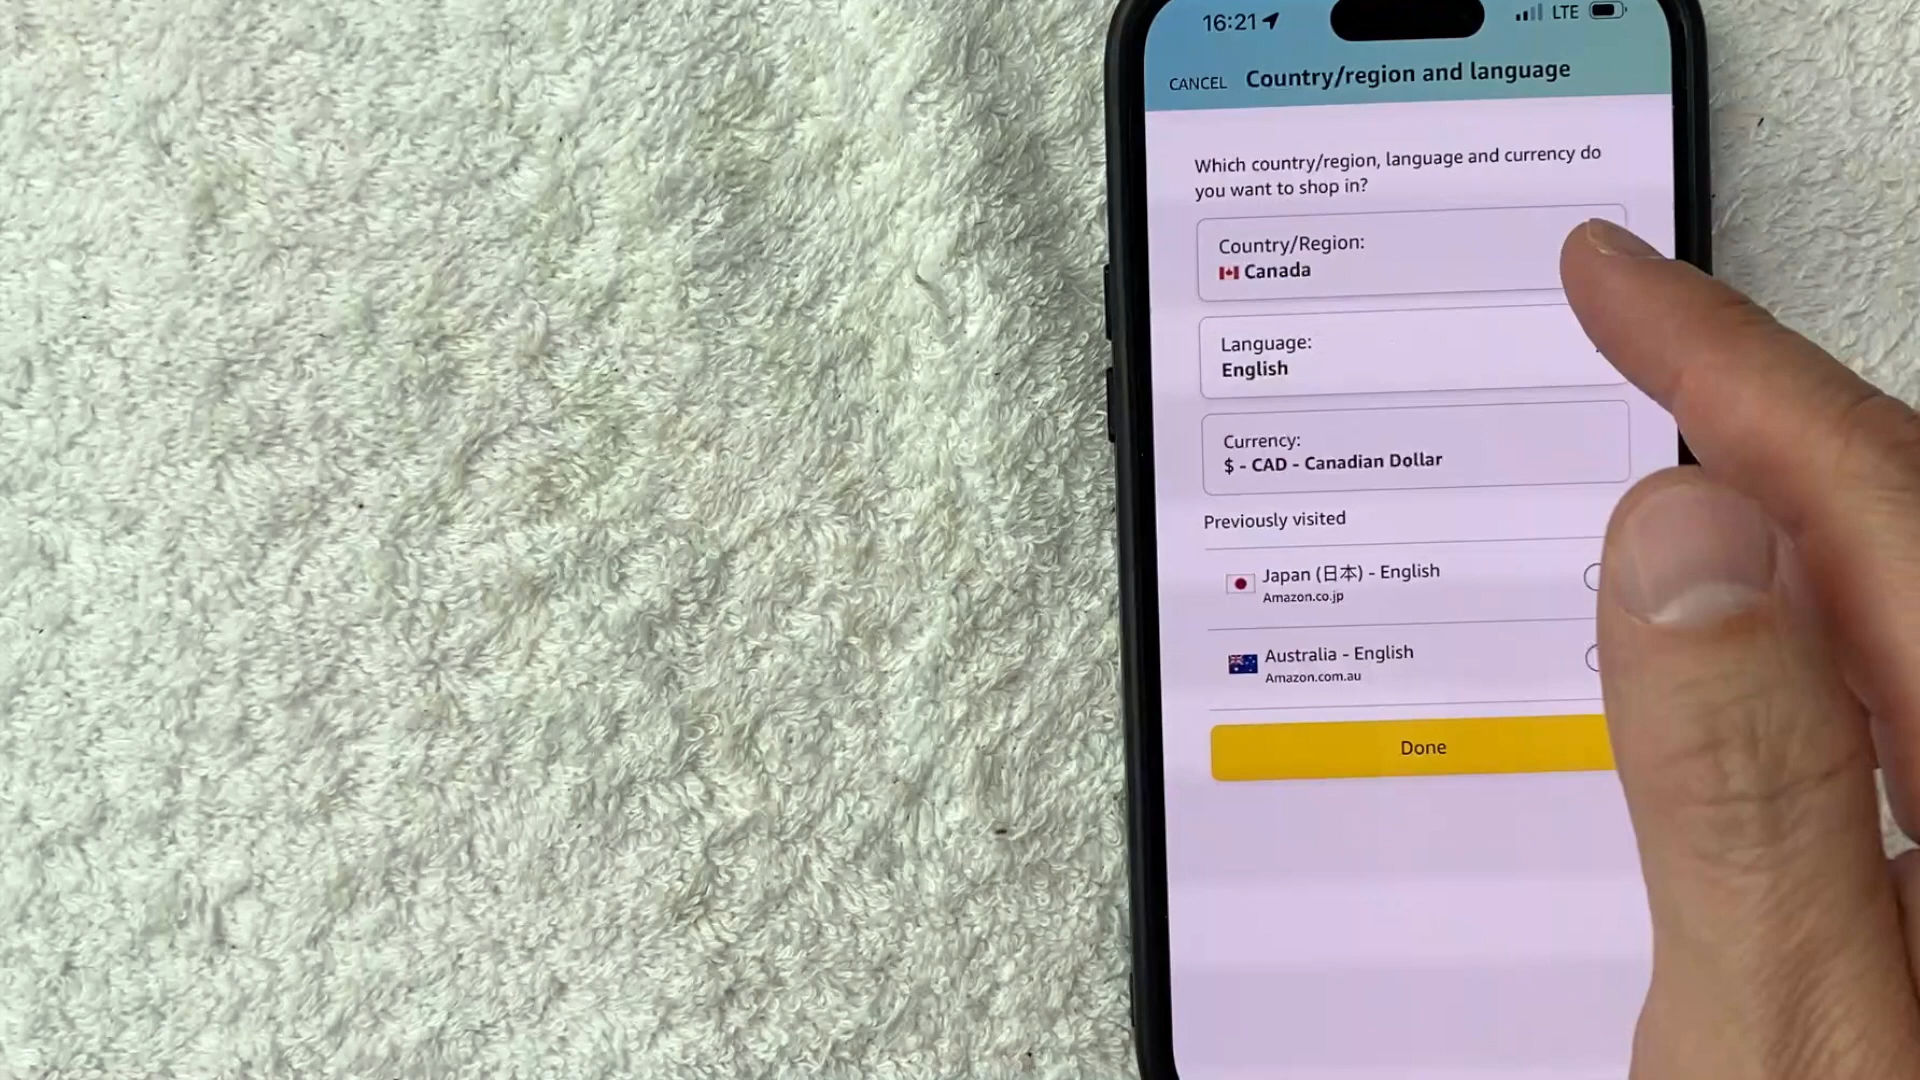 16:21
LTE
CANCEL Country/region and language
Which country/region, language and currency do
you want to shop in?
Country/Region:
Canada
Language:
English
Currency:
$ - CAD - Canadian Dollar
Previously visited
Japan (日本) - English
Amazon.co.jp
Australia - English
Amazon.com.au
Done